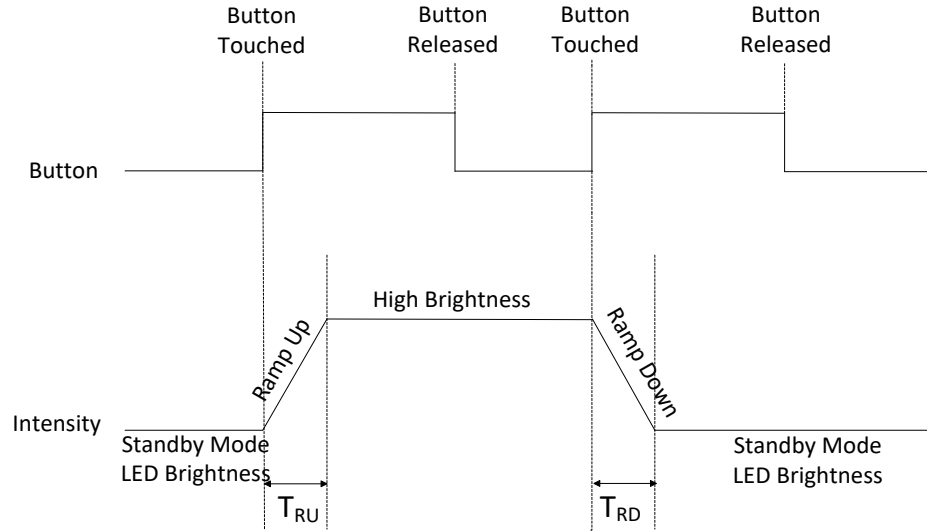 Button
Touched
Button
Released
Button
Touched
Button
Released
Button
High Brightness
Ramp Up
Ramp Down
Intensity
Standby Mode
LED Brightness
Standby Mode
LED Brightness
TRU
TRD